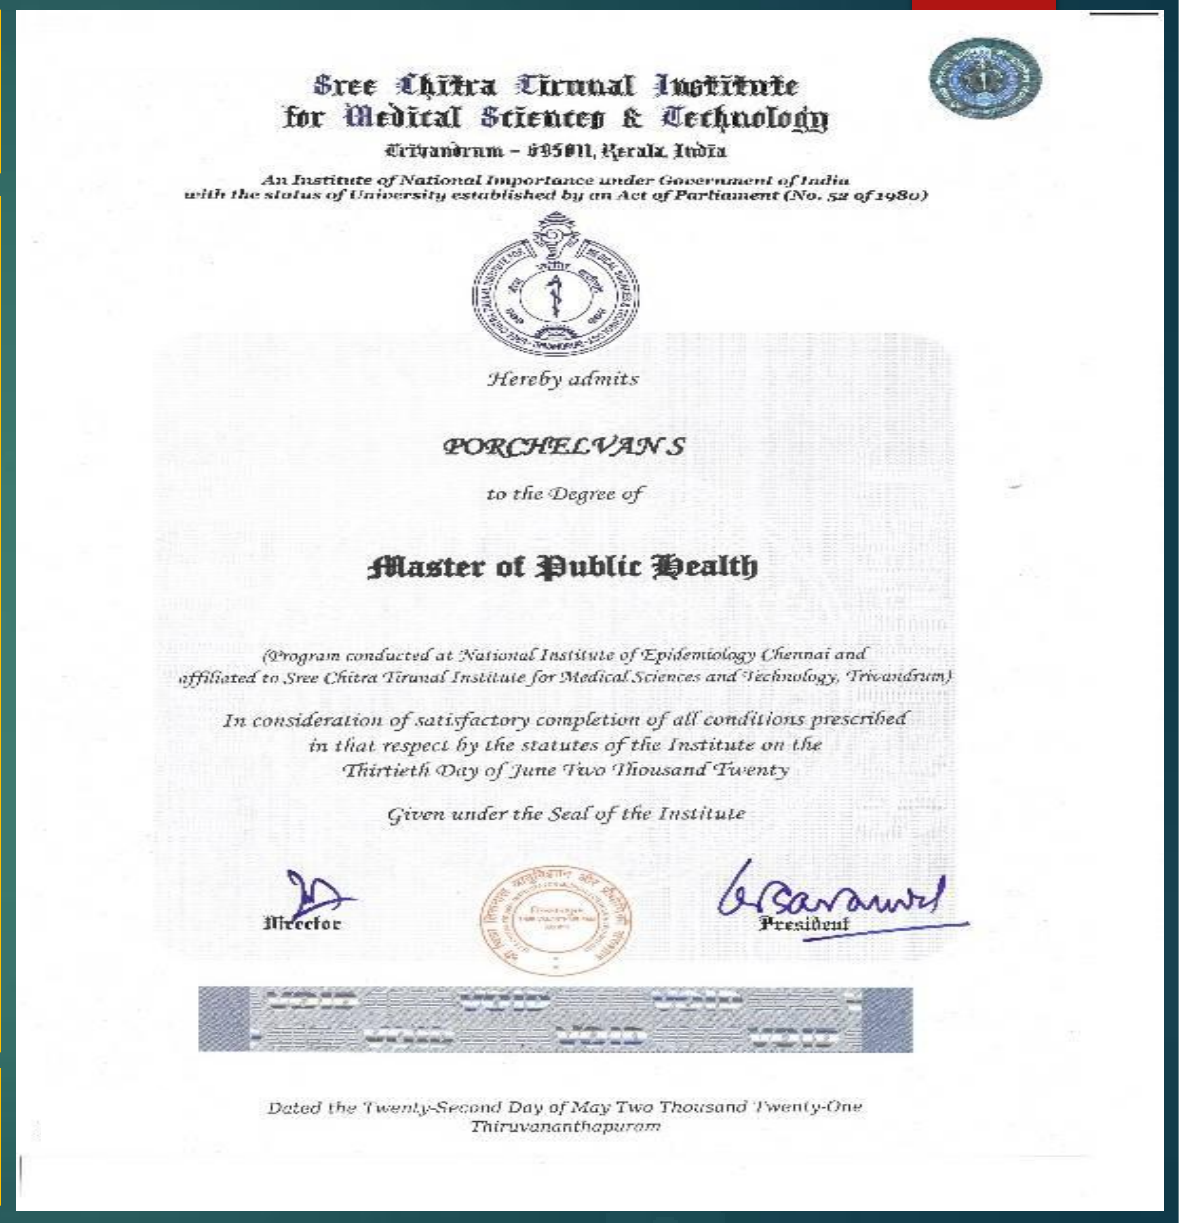 Sree Chitra Tirunal Institute
for Medical Sciences & Technology
Trivandrum – 695011, Kerala, India
An Institute of National Importance under Government of India
with the status of University established by an Act of Parliament (No. 52 of 1980)
Hereby admits
PORCHELVAN S
to the Degree of
Master of Public Health
(Program conducted at National Institute of Epidemiology Chennai and
affiliated to Sree Chitra Tirunal Institute for Medical Sciences and Technology, Trivandrum)
In consideration of satisfactory completion of all conditions prescribed
in that respect by the statutes of the Institute on the
Thirtieth Day of June Two Thousand Twenty
Given under the Seal of the Institute
Director
President
VOID VOID VOID
VOID VOID VOID
Dated the Twenty-Second Day of May Two Thousand Twenty-One
Thiruvananthapuram